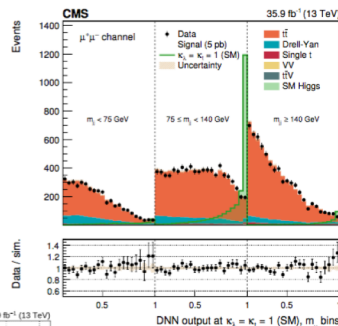 CMS 35.9 fb⁻¹ (13 TeV)
Events
1400
1200
1000
800
600
400
200
μ⁺μ⁻ channel
Data
Signal (5 pb)
κλ = κt = 1 (SM)
Uncertainty
tt̄
Drell-Yan
Single t
VV
tt̄V
SM Higgs
mjj < 75 GeV
75 ≤ mjj < 140 GeV
mjj ≥ 140 GeV
Data / sim.
1.4
1.2
1
0.8
0.6
0.5 1 0.5 1 0.5 1
DNN output at κλ = κt = 1 (SM), m bins
fb⁻¹ (13 TeV)